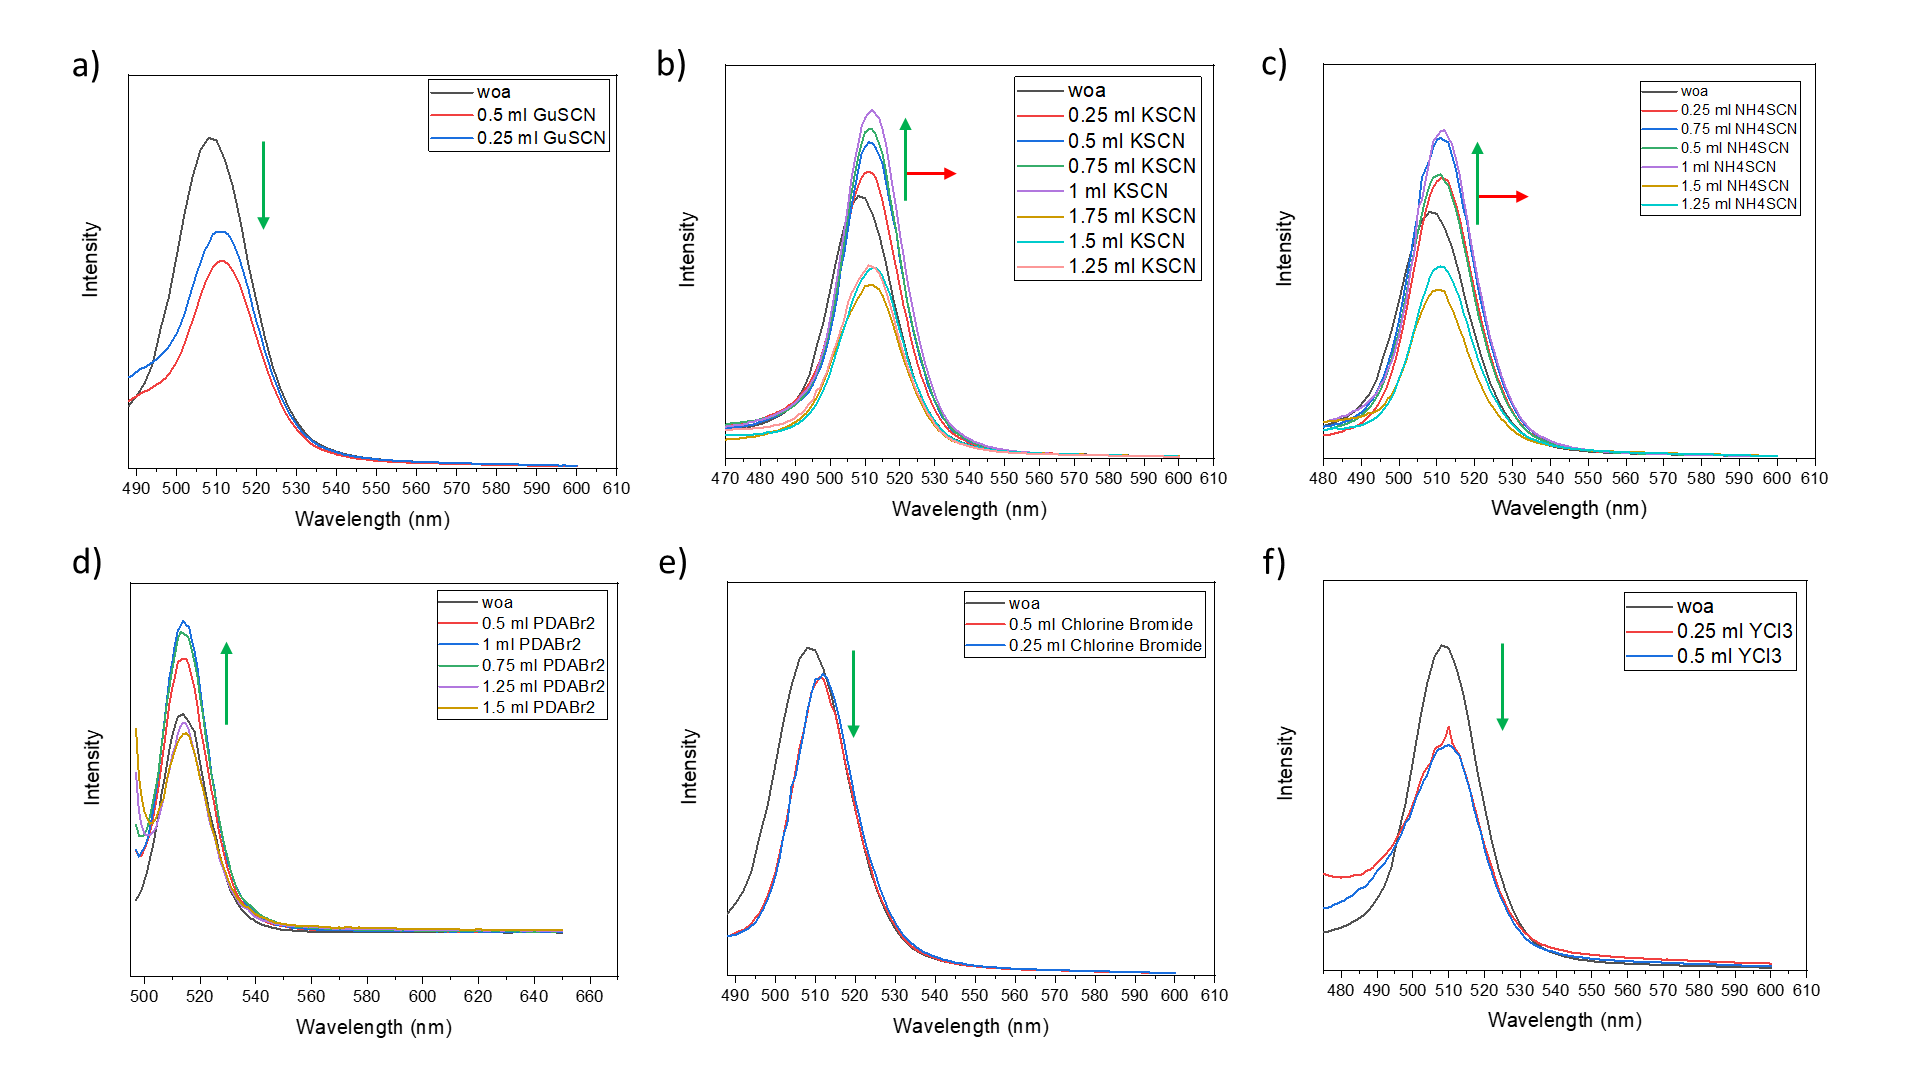 a)
woa
0.5 ml GuSCN
0.25 ml GuSCN
Intensity
490 500 510 520 530 540 550 560 570 580 590 600 610
Wavelength (nm)
b)
woa
0.25 ml KSCN
0.5 ml KSCN
0.75 ml KSCN
1 ml KSCN
1.75 ml KSCN
1.5 ml KSCN
1.25 ml KSCN
Intensity
470 480 490 500 510 520 530 540 550 560 570 580 590 600 610
Wavelength (nm)
c)
woa
0.25 ml NH4SCN
0.75 ml NH4SCN
0.5 ml NH4SCN
1 ml NH4SCN
1.5 ml NH4SCN
1.25 ml NH4SCN
Intensity
480 490 500 510 520 530 540 550 560 570 580 590 600 610
Wavelength (nm)
d)
woa
0.5 ml PDABr2
1 ml PDABr2
0.75 ml PDABr2
1.25 ml PDABr2
1.5 ml PDABr2
Intensity
500 520 540 560 580 600 620 640 660
Wavelength (nm)
e)
woa
0.5 ml Chlorine Bromide
0.25 ml Chlorine Bromide
Intensity
490 500 510 520 530 540 550 560 570 580 590 600 610
Wavelength (nm)
f)
woa
0.25 ml YCl3
0.5 ml YCl3
Intensity
480 490 500 510 520 530 540 550 560 570 580 590 600 610
Wavelength (nm)